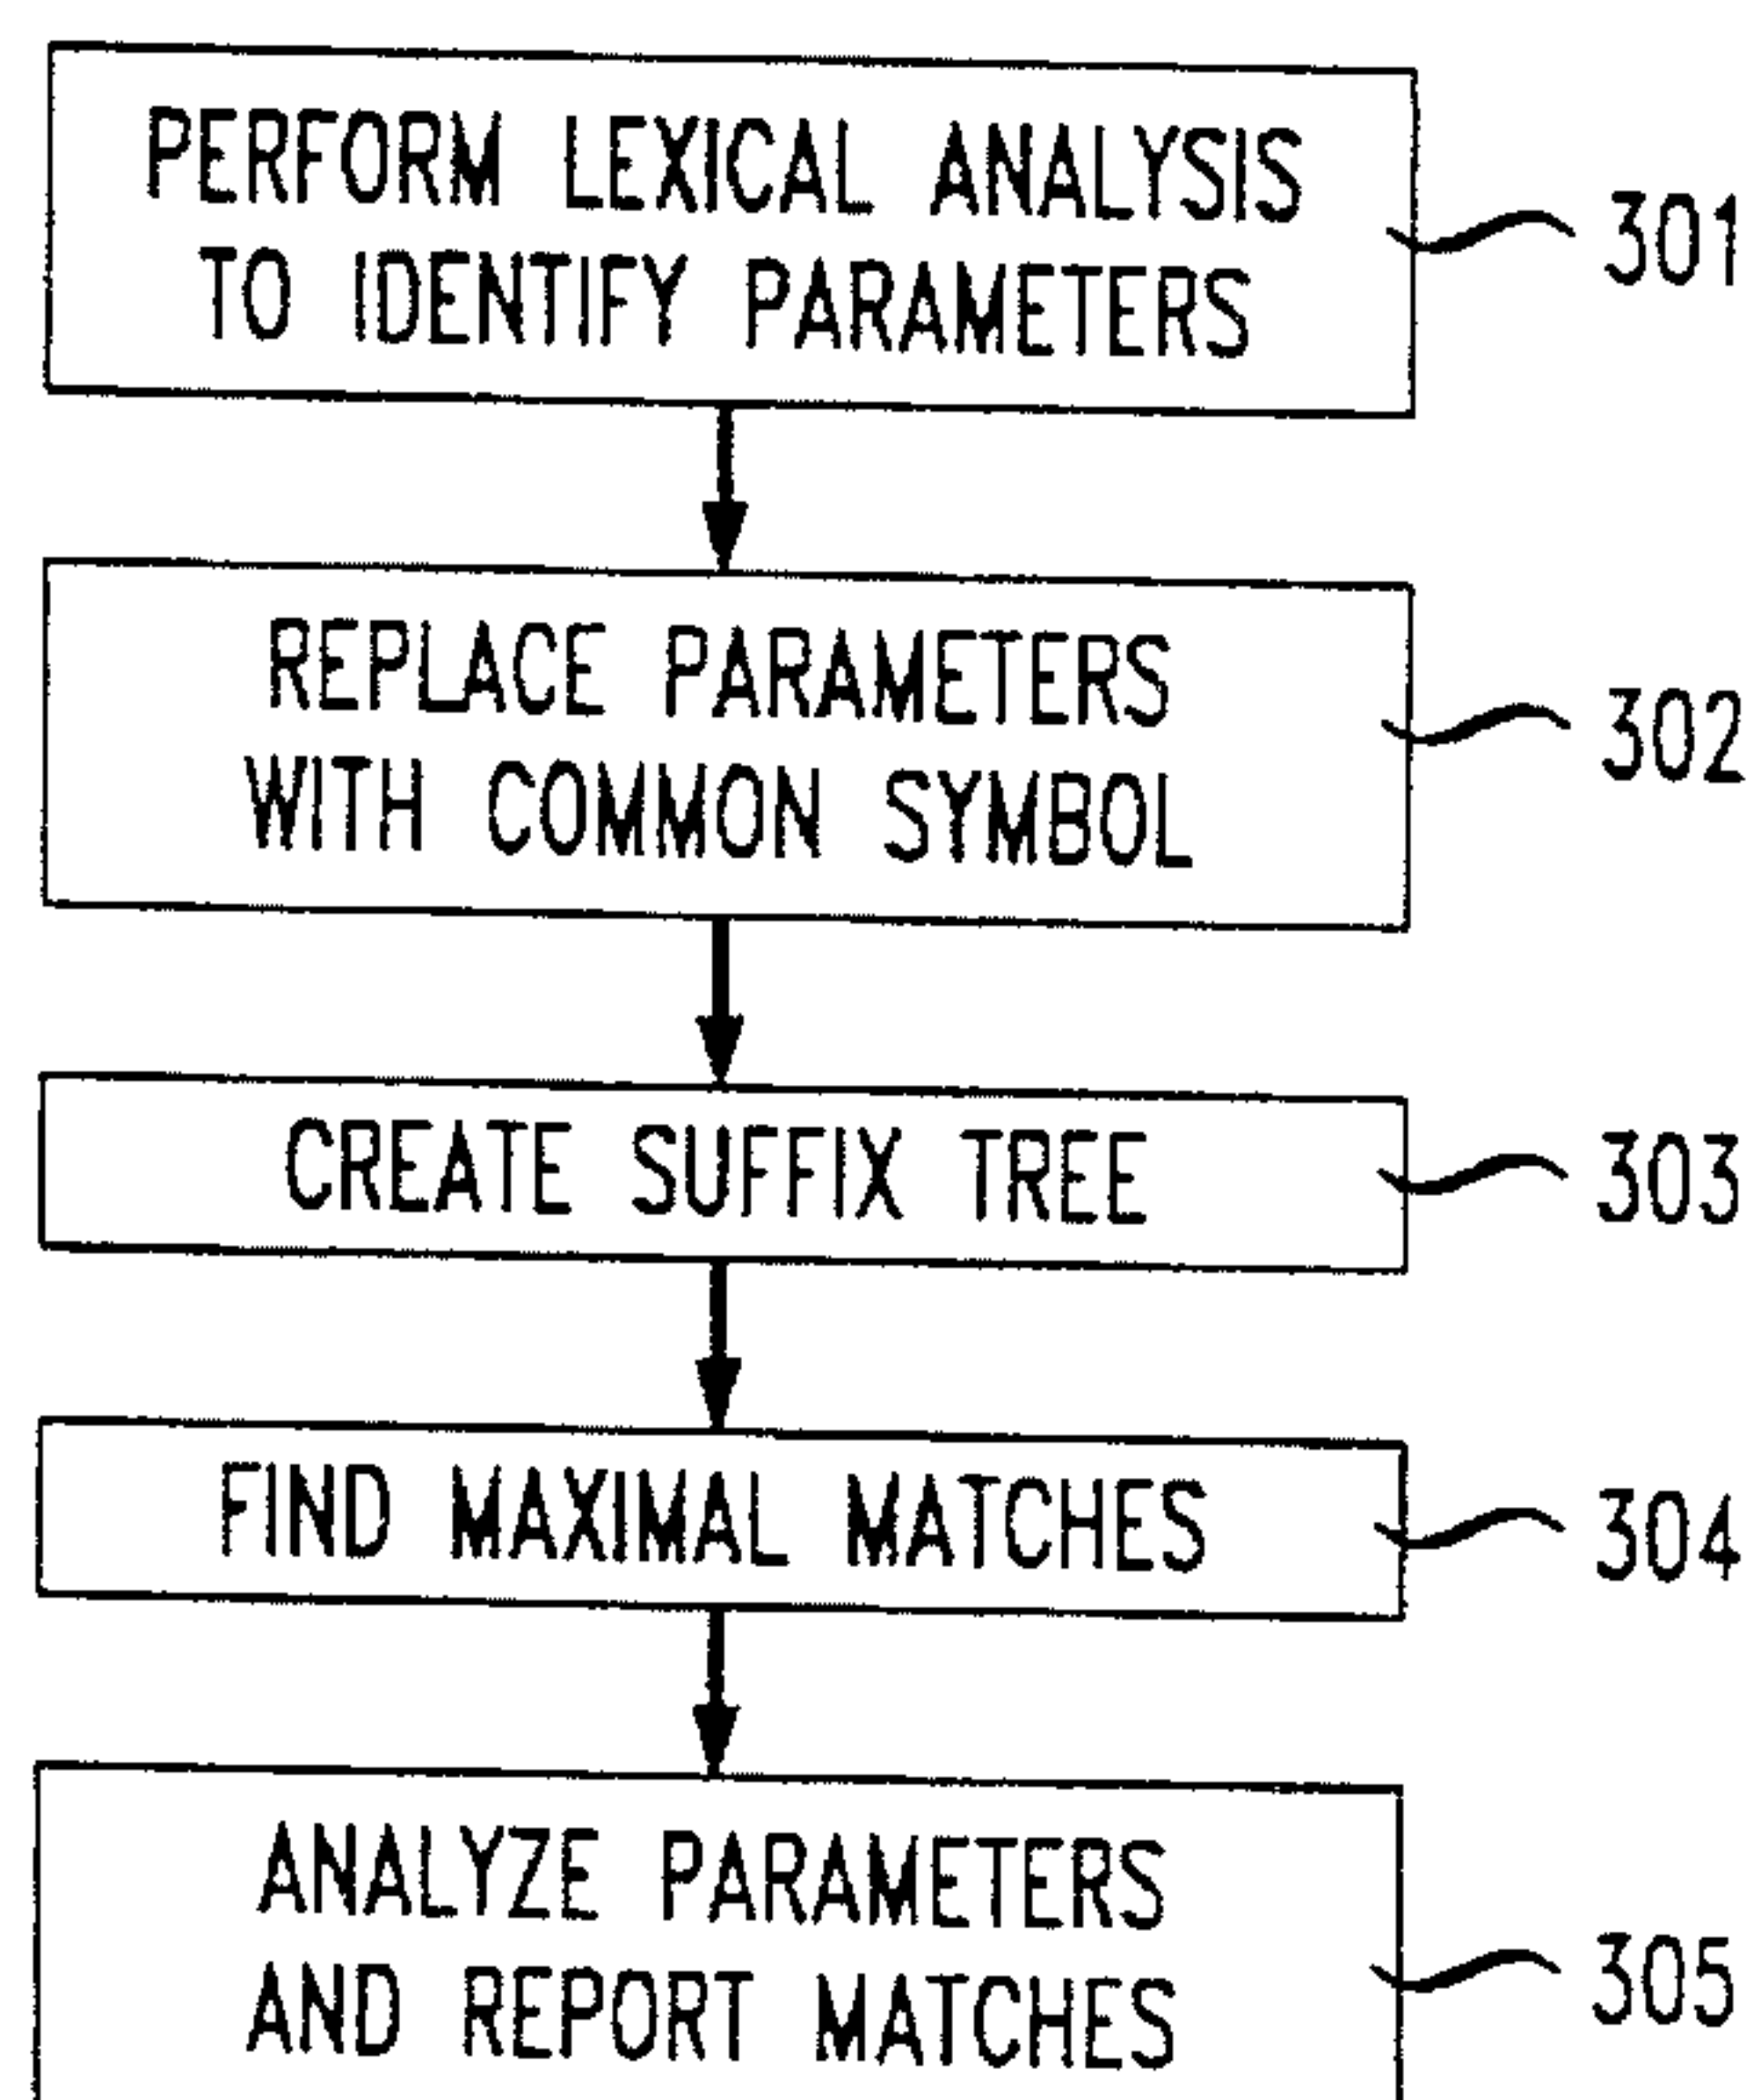 PERFORM LEXICAL ANALYSIS
TO IDENTIFY PARAMETERS
301
REPLACE PARAMETERS
WITH COMMON SYMBOL
302
CREATE SUFFIX TREE
303
FIND MAXIMAL MATCHES
304
ANALYZE PARAMETERS
AND REPORT MATCHES
305